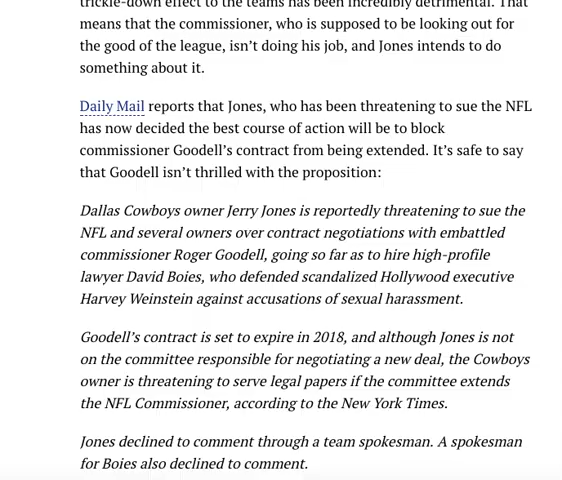 trickle-down effect to the teams has been incredibly detrimental. That
means that the commissioner, who is supposed to be looking out for
the good of the league, isn’t doing his job, and Jones intends to do
something about it.
Daily Mail reports that Jones, who has been threatening to sue the NFL
has now decided the best course of action will be to block
commissioner Goodell’s contract from being extended. It’s safe to say
that Goodell isn’t thrilled with the proposition:
Dallas Cowboys owner Jerry Jones is reportedly threatening to sue the
NFL and several owners over contract negotiations with embattled
commissioner Roger Goodell, going so far as to hire high-profile
lawyer David Boies, who defended scandalized Hollywood executive
Harvey Weinstein against accusations of sexual harassment.
Goodell’s contract is set to expire in 2018, and although Jones is not
on the committee responsible for negotiating a new deal, the Cowboys
owner is threatening to serve legal papers if the committee extends
the NFL Commissioner, according to the New York Times.
Jones declined to comment through a team spokesman. A spokesman
for Boies also declined to comment.